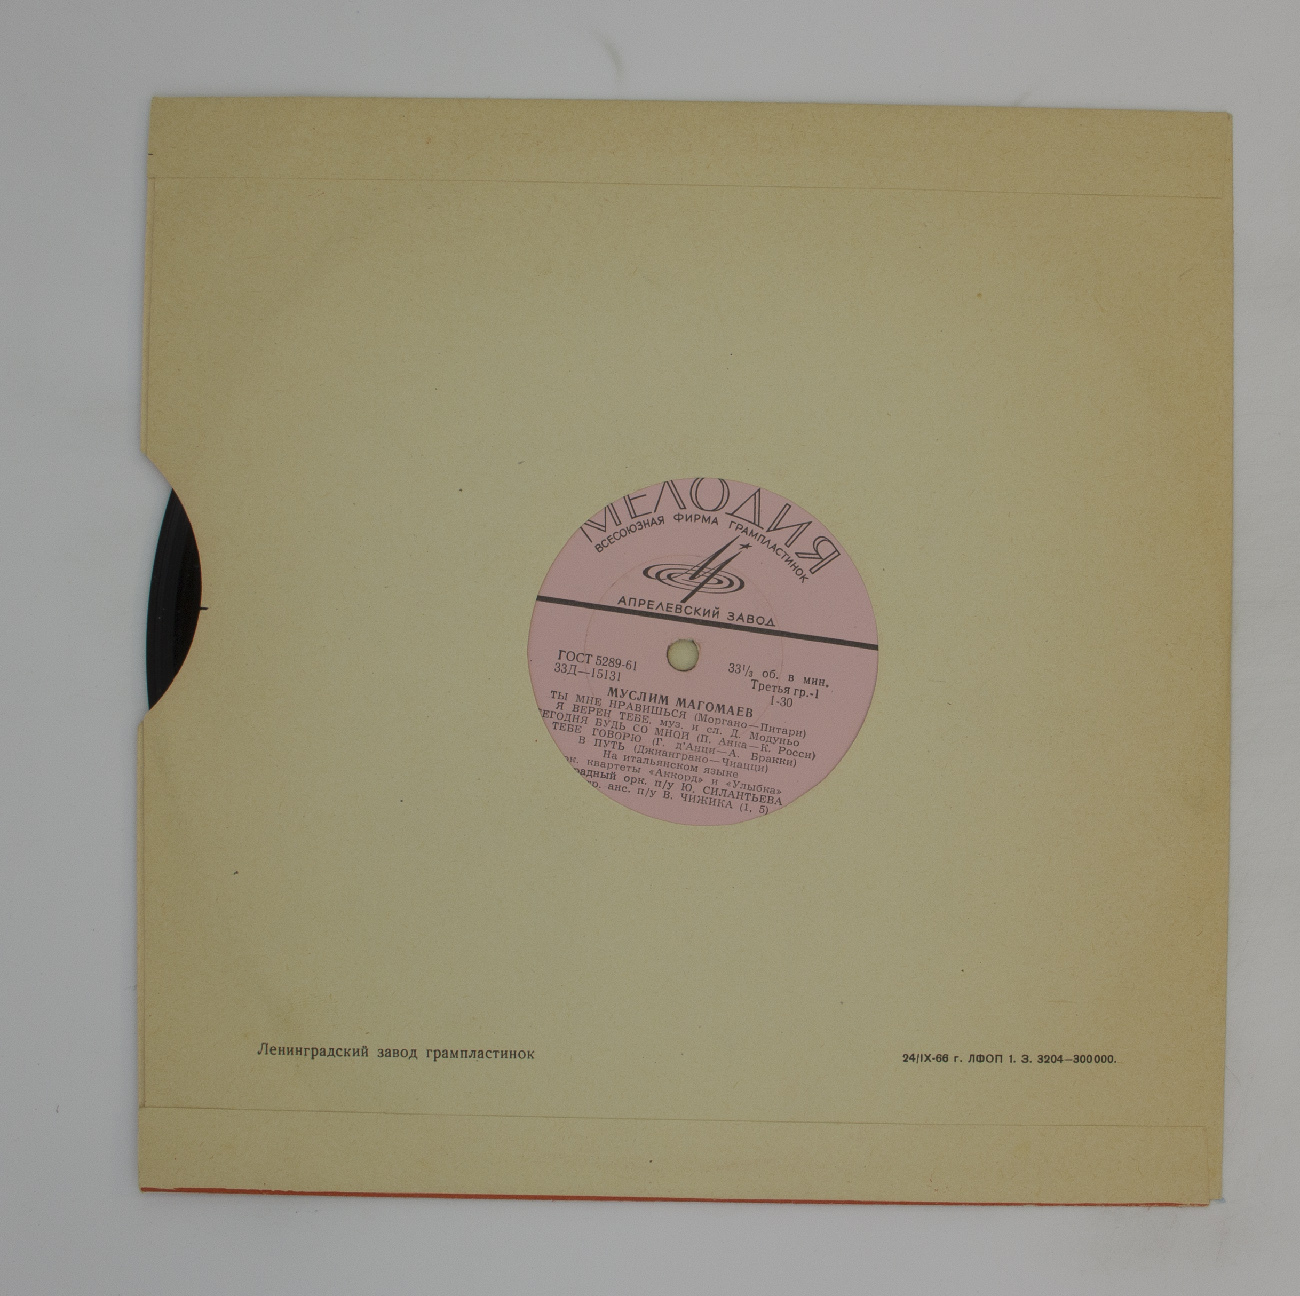 МЕЛОДИЯ
ВСЕСОЮЗНАЯ ФИРМА ГРАМПЛАСТИНОК
АПРЕЛЕВСКИЙ ЗАВОД
ГОСТ 5289-61
33Д—15131
33⅓ об. в мин.
Третья гр.-1
1-30
МУСЛИМ МАГОМАЕВ
ТЫ МНЕ НРАВИШЬСЯ (Моргано—Питари)
Я ВЕРЕН ТЕБЕ, муз. и сл. Д. Модуньо
ЕГОДНЯ БУДЬ СО МНОЙ (П. Анка—К. Росси)
ТЕБЕ ГОВОРЮ (Г. д'Анци—А. Бракки)
В ПУТЬ (Джианграно—Чиацци)
На итальянском языке
квартеты «Аккорд» и «Улыбка»
радный орк. п/у Ю. СИЛАНТЬЕВА
анс. п/у В. ЧИЖИКА (1, 5)
Ленинградский завод грампластинок
24/IX-66 г. ЛФОП 1. З. 3204—300000.